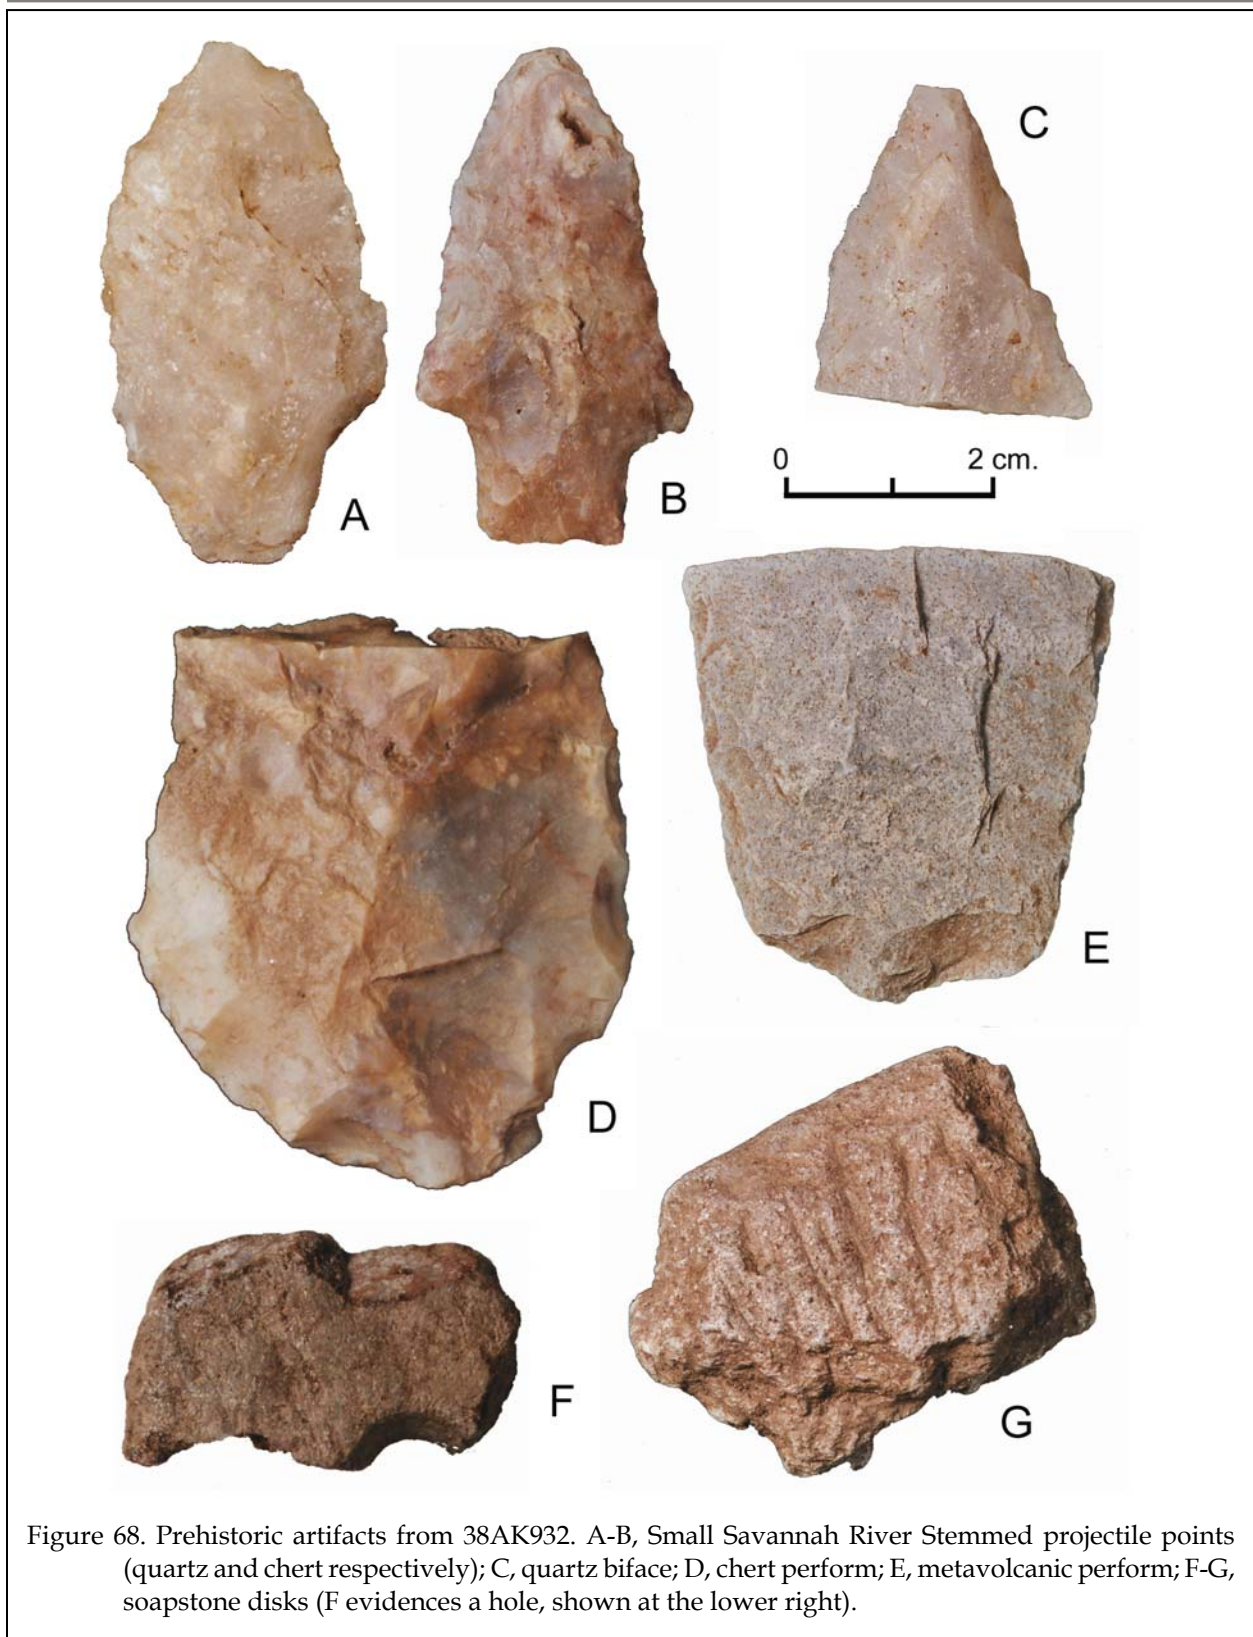 C
0 2 cm.
A
B
E
D
F
G
Figure 68. Prehistoric artifacts from 38AK932. A-B, Small Savannah River Stemmed projectile points
(quartz and chert respectively); C, quartz biface; D, chert perform; E, metavolcanic perform; F-G,
soapstone disks (F evidences a hole, shown at the lower right).